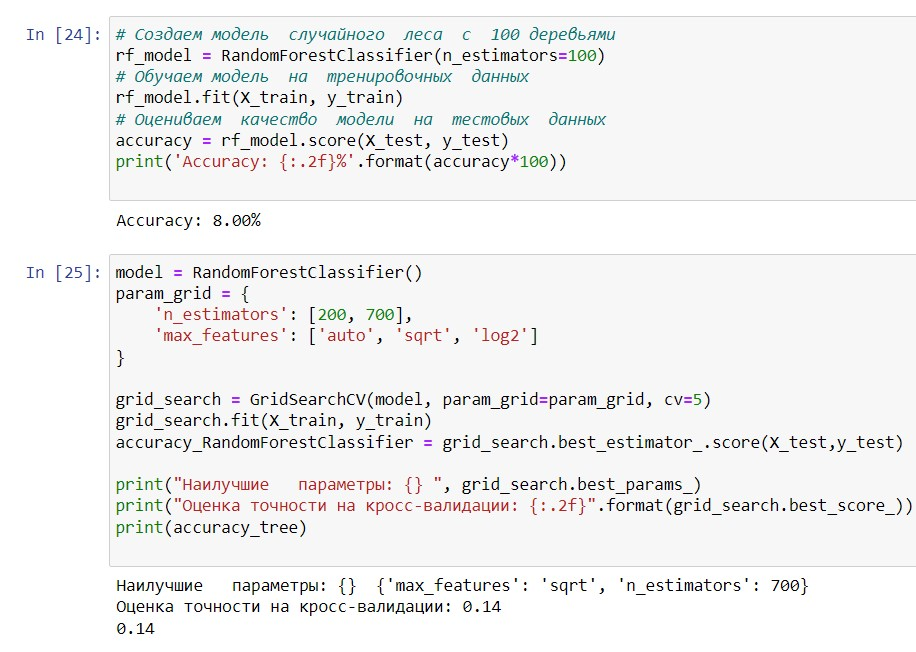 In [24]: # Создаем модель случайного леса с 100 деревьями
rf_model = RandomForestClassifier(n_estimators=100)
# Обучаем модель на тренировочных данных
rf_model.fit(X_train, y_train)
# Оцениваем качество модели на тестовых данных
accuracy = rf_model.score(X_test, y_test)
print('Accuracy: {:.2f}%'.format(accuracy*100))
Accuracy: 8.00%
In [25]: model = RandomForestClassifier()
param_grid = {
    'n_estimators': [200, 700],
    'max_features': ['auto', 'sqrt', 'log2']
}
grid_search = GridSearchCV(model, param_grid=param_grid, cv=5)
grid_search.fit(X_train, y_train)
accuracy_RandomForestClassifier = grid_search.best_estimator_.score(X_test,y_test)
print("Наилучшие   параметры: {} ", grid_search.best_params_)
print("Оценка точности на кросс-валидации: {:.2f}".format(grid_search.best_score_))
print(accuracy_tree)
Наилучшие   параметры: {}  {'max_features': 'sqrt', 'n_estimators': 700}
Оценка точности на кросс-валидации: 0.14
0.14